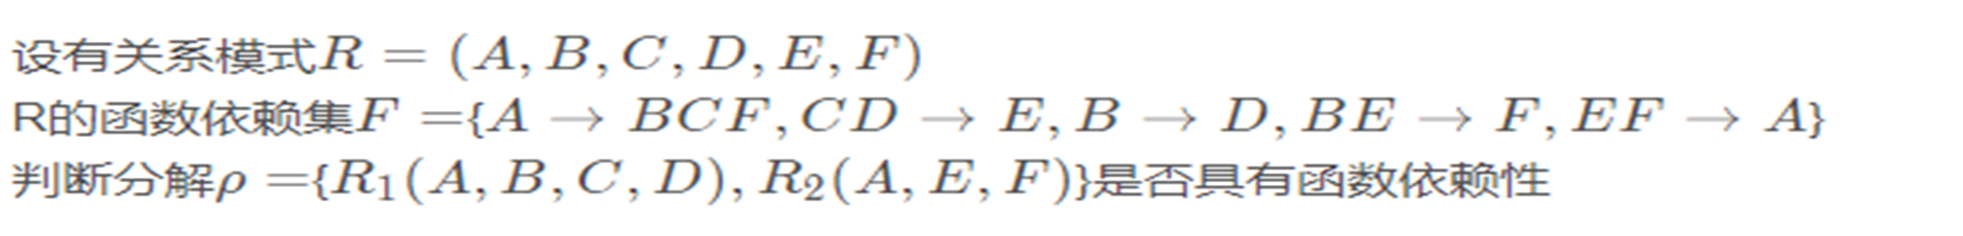 设有关系模式R = (A, B, C, D, E, F)
R的函数依赖集F ={A → BCF, CD → E, B → D, BE → F, EF → A}
判断分解ρ ={R₁(A, B, C, D), R₂(A, E, F)}是否具有函数依赖性